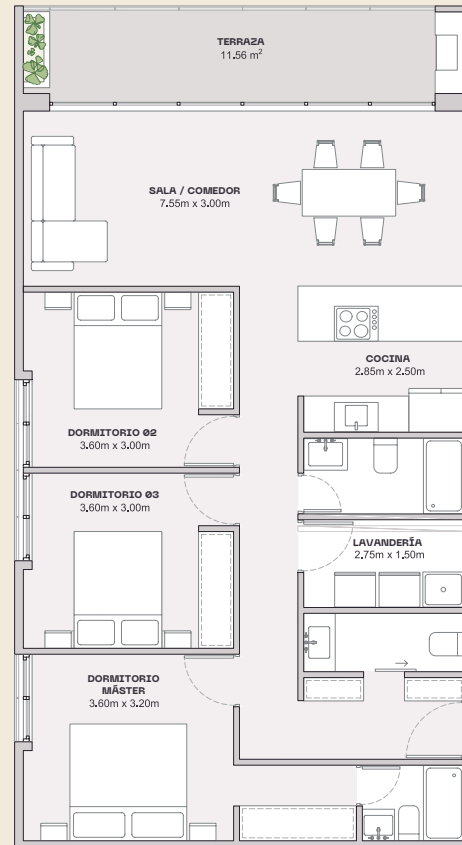 TERRAZA
11.56 m²
SALA / COMEDOR
7.55m x 3.00m
COCINA
2.85m x 2.50m
DORMITORIO 02
3.60m x 3.00m
DORMITORIO 03
3.60m x 3.00m
LAVANDERÍA
2.75m x 1.50m
DORMITORIO
MÁSTER
3.60m x 3.20m